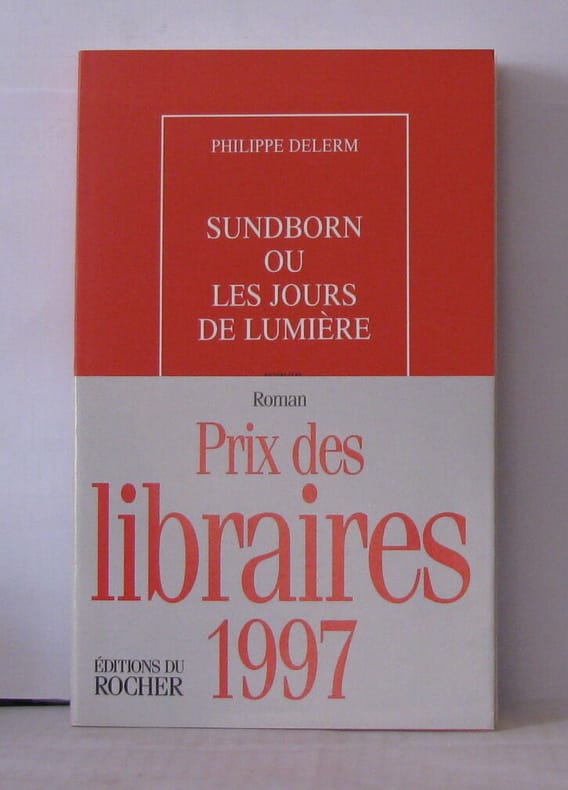 PHILIPPE DELERM
SUNDBORN
OU
LES JOURS
DE LUMIÈRE
Roman
Prix des
libraires
1997
ÉDITIONS DU
ROCHER